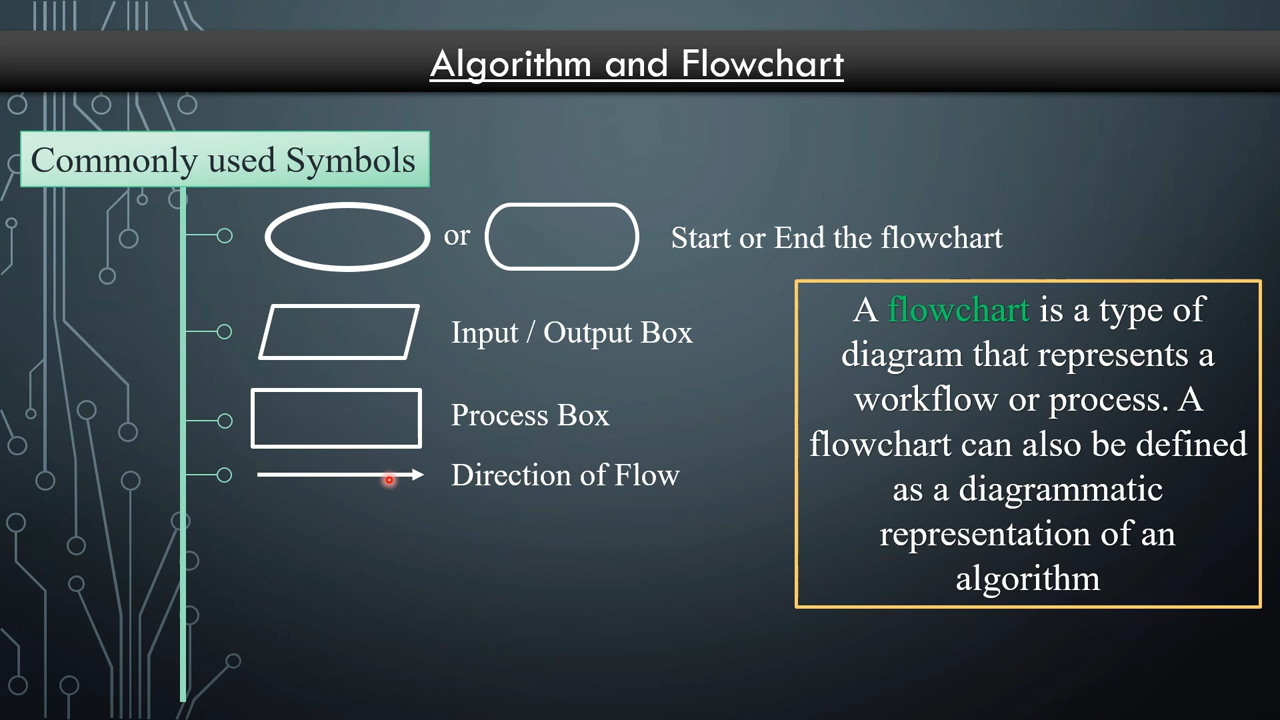 Algorithm and Flowchart
Commonly used Symbols
or
Start or End the flowchart
Input / Output Box
Process Box
Direction of Flow
A flowchart is a type of
diagram that represents a
workflow or process. A
flowchart can also be defined
as a diagrammatic
representation of an
algorithm